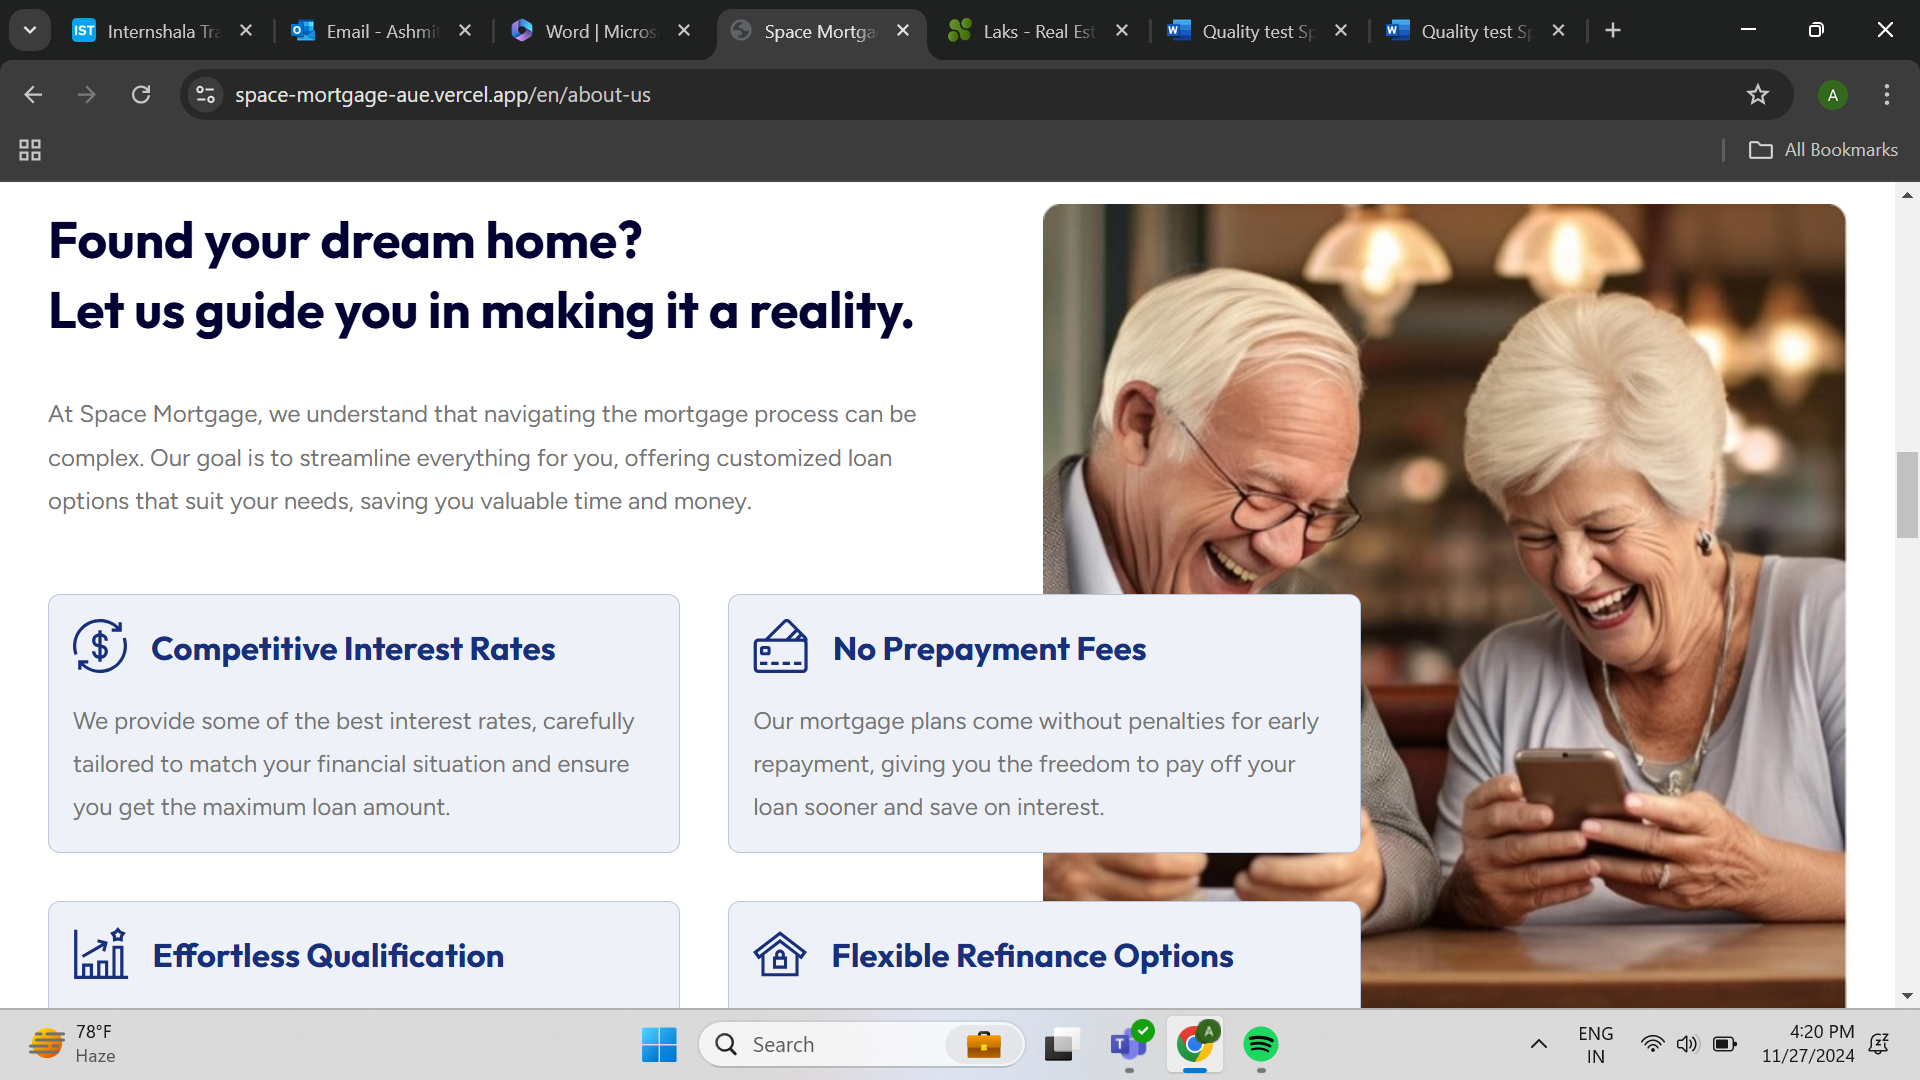 IST Internshala Tra
Email - Ashmit
Word | Micros
Space Mortga
Laks - Real Est
Quality test Sp
Quality test Sp
space-mortgage-aue.vercel.app/en/about-us
A
All Bookmarks
Found your dream home?
Let us guide you in making it a reality.
At Space Mortgage, we understand that navigating the mortgage process can be
complex. Our goal is to streamline everything for you, offering customized loan
options that suit your needs, saving you valuable time and money.
Competitive Interest Rates
We provide some of the best interest rates, carefully
tailored to match your financial situation and ensure
you get the maximum loan amount.
No Prepayment Fees
Our mortgage plans come without penalties for early
repayment, giving you the freedom to pay off your
loan sooner and save on interest.
Effortless Qualification
Flexible Refinance Options
78°F
Haze
Search
A
ENG
IN
4:20 PM
11/27/2024